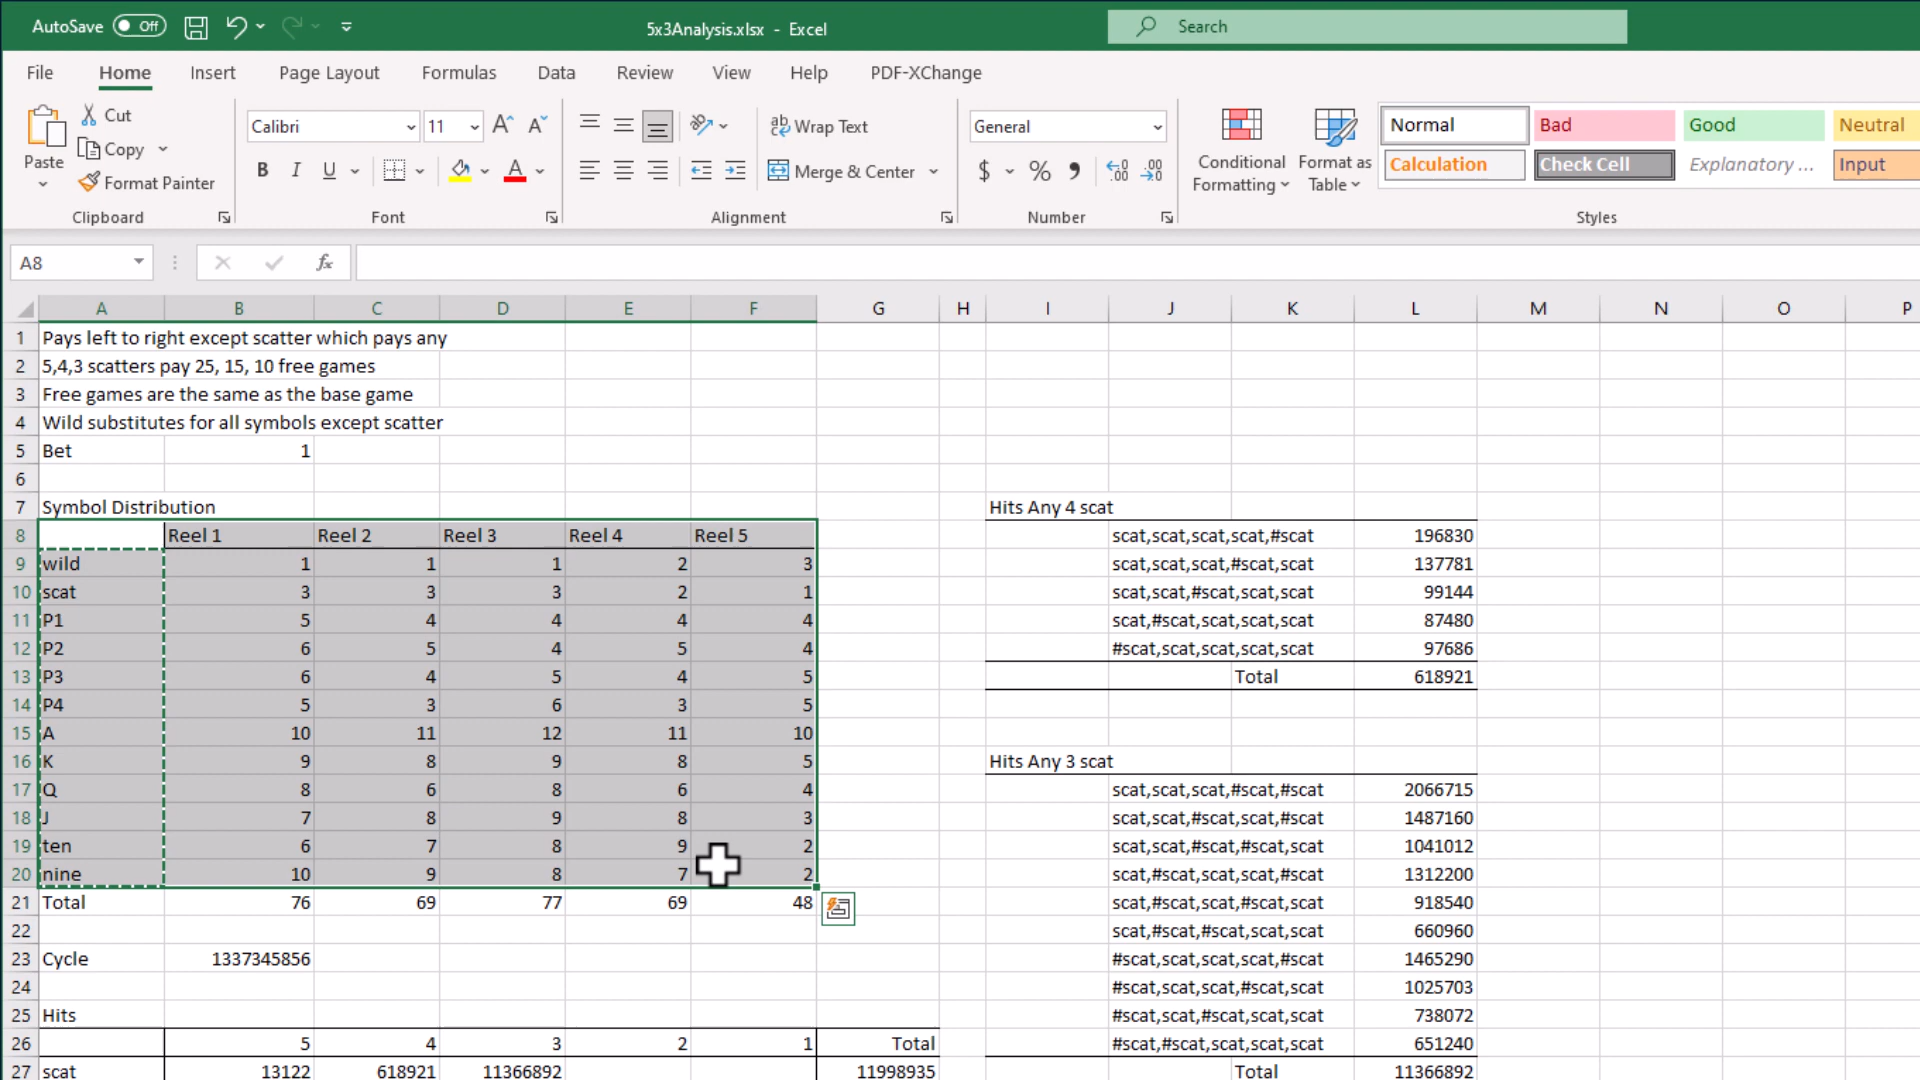 AutoSave Off 5x3Analysis.xlsx - Excel Search
File Home Insert Page Layout Formulas Data Review View Help PDF-XChange
Paste Cut Copy Format Painter Clipboard
Calibri 11 B I U A Font
ab Wrap Text Merge & Center Alignment
General $ % , .00 .00 Number
Conditional Formatting Format as Table
Normal Bad Good Neutral
Calculation Check Cell Explanatory ... Input
Styles
A8 fx
A B C D E F G H I J K L M N O P
1 Pays left to right except scatter which pays any
2 5,4,3 scatters pay 25, 15, 10 free games
3 Free games are the same as the base game
4 Wild substitutes for all symbols except scatter
5 Bet 1
6
7 Symbol Distribution Hits Any 4 scat
8 Reel 1 Reel 2 Reel 3 Reel 4 Reel 5 scat,scat,scat,scat,#scat 196830
9 wild 1 1 1 2 3 scat,scat,scat,#scat,scat 137781
10 scat 3 3 3 2 1 scat,scat,#scat,scat,scat 99144
11 P1 5 4 4 4 4 scat,#scat,scat,scat,scat 87480
12 P2 6 5 4 5 4 #scat,scat,scat,scat,scat 97686
13 P3 6 4 5 4 5 Total 618921
14 P4 5 3 6 3 5
15 A 10 11 12 11 10
16 K 9 8 9 8 5 Hits Any 3 scat
17 Q 8 6 8 6 4 scat,scat,scat,#scat,#scat 2066715
18 J 7 8 9 8 3 scat,scat,#scat,scat,#scat 1487160
19 ten 6 7 8 9 2 scat,scat,#scat,#scat,scat 1041012
20 nine 10 9 8 7 2 scat,#scat,scat,scat,#scat 1312200
21 Total 76 69 77 69 48 scat,#scat,scat,#scat,scat 918540
22 scat,#scat,#scat,scat,scat 660960
23 Cycle 1337345856 #scat,scat,scat,scat,#scat 1465290
24 #scat,scat,scat,#scat,scat 1025703
25 Hits #scat,scat,#scat,scat,scat 738072
26 5 4 3 2 1 Total #scat,#scat,scat,scat,scat 651240
27 scat 13122 618921 11366892 11998935 Total 11366892